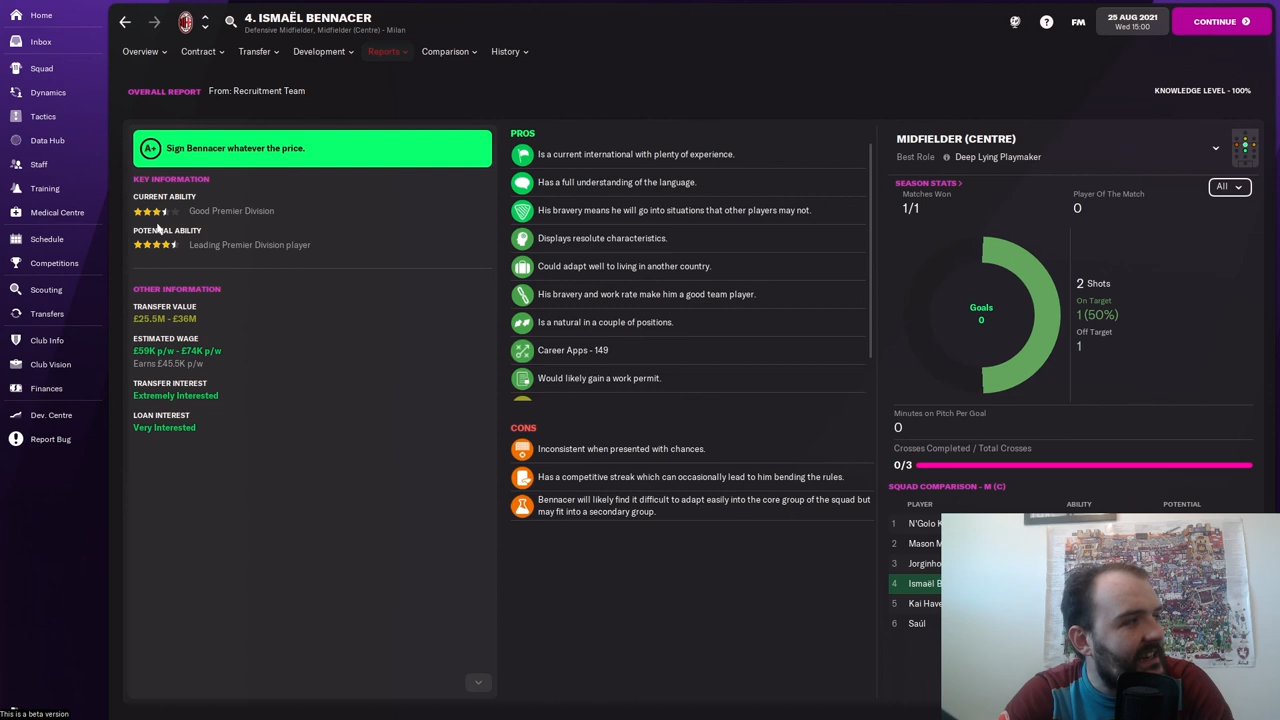 Home
Inbox
Squad
Dynamics
Tactics
Data Hub
Staff
Training
Medical Centre
Schedule
Competitions
Scouting
Transfers
Club Info
Club Vision
Finances
Dev. Centre
Report Bug
This is a beta version
4. ISMAËL BENNACER
Defensive Midfielder, Midfielder (Centre) - Milan
FM
25 AUG 2021
Wed 15:00
CONTINUE
Overview
Contract
Transfer
Development
Reports
Comparison
History
OVERALL REPORT From: Recruitment Team
KNOWLEDGE LEVEL - 100%
A+ Sign Bennacer whatever the price.
KEY INFORMATION
CURRENT ABILITY
Good Premier Division
POTENTIAL ABILITY
Leading Premier Division player
OTHER INFORMATION
TRANSFER VALUE
£25.5M - £36M
ESTIMATED WAGE
£59K p/w - £74K p/w
Earns £45.5K p/w
TRANSFER INTEREST
Extremely Interested
LOAN INTEREST
Very Interested
PROS
Is a current international with plenty of experience.
Has a full understanding of the language.
His bravery means he will go into situations that other players may not.
Displays resolute characteristics.
Could adapt well to living in another country.
His bravery and work rate make him a good team player.
Is a natural in a couple of positions.
Career Apps - 149
Would likely gain a work permit.
CONS
Inconsistent when presented with chances.
Has a competitive streak which can occasionally lead to him bending the rules.
Bennacer will likely find it difficult to adapt easily into the core group of the squad but
may fit into a secondary group.
MIDFIELDER (CENTRE)
Best Role Deep Lying Playmaker
SEASON STATS >
All
Matches Won
1/1
Player Of The Match
0
Goals
0
2 Shots
On Target
1 (50%)
Off Target
1
Minutes on Pitch Per Goal
0
Crosses Completed / Total Crosses
0/3
SQUAD COMPARISON - M (C)
PLAYER ABILITY POTENTIAL
1 N'Golo K
2 Mason M
3 Jorginho
4 Ismaël B
5 Kai Have
6 Saúl